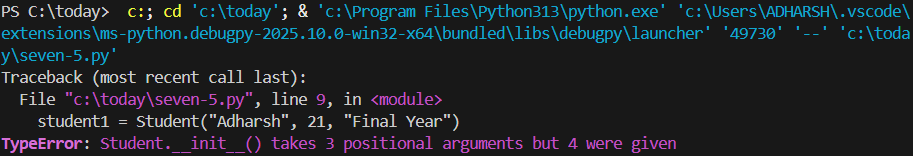 PS C:\today>  c:; cd 'c:\today'; & 'c:\Program Files\Python313\python.exe' 'c:\Users\ADHARSH\.vscode\
extensions\ms-python.debugpy-2025.10.0-win32-x64\bundled\libs\debugpy\launcher' '49730' '--' 'c:\toda
y\seven-5.py'
Traceback (most recent call last):
  File "c:\today\seven-5.py", line 9, in <module>
    student1 = Student("Adharsh", 21, "Final Year")
TypeError: Student.__init__() takes 3 positional arguments but 4 were given